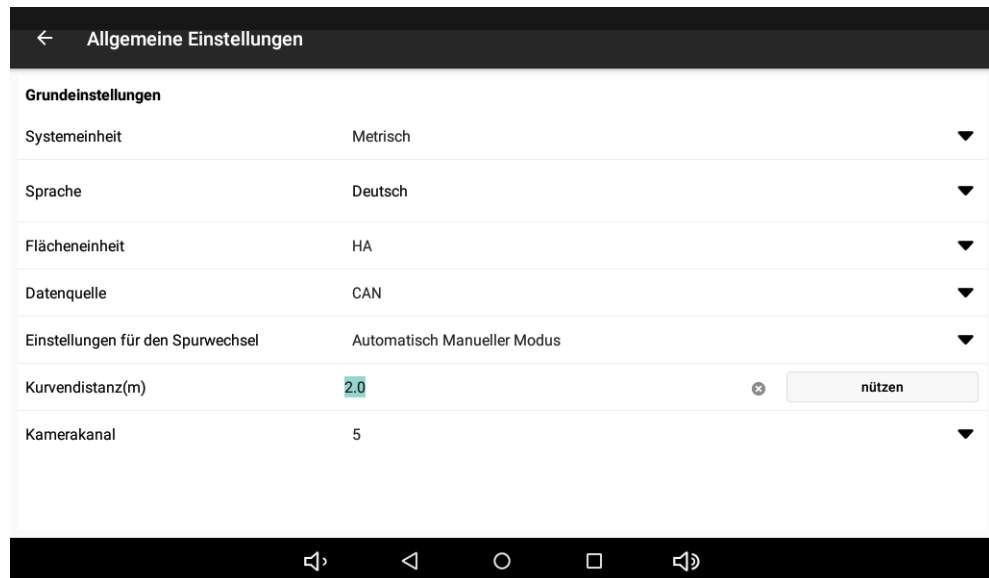 Allgemeine Einstellungen
Grundeinstellungen
Systemeinheit Metrisch
Sprache Deutsch
Flächeneinheit HA
Datenquelle CAN
Einstellungen für den Spurwechsel Automatisch Manueller Modus
Kurvendistanz(m) 2.0 nützen
Kamerakanal 5